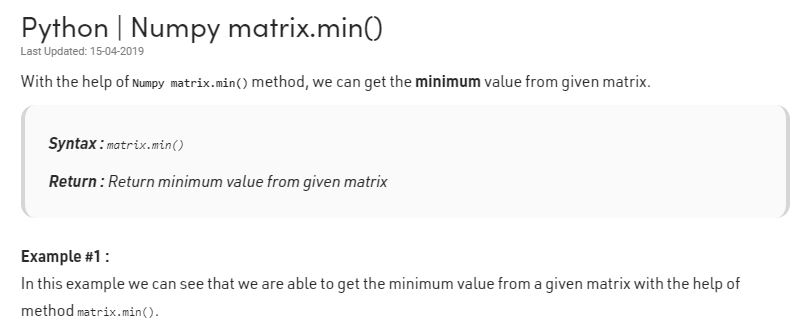 Python | Numpy matrix.min()
Last Updated: 15-04-2019
With the help of Numpy matrix.min() method, we can get the minimum value from given matrix.
Syntax : matrix.min()
Return : Return minimum value from given matrix
Example #1 :
In this example we can see that we are able to get the minimum value from a given matrix with the help of
method matrix.min().